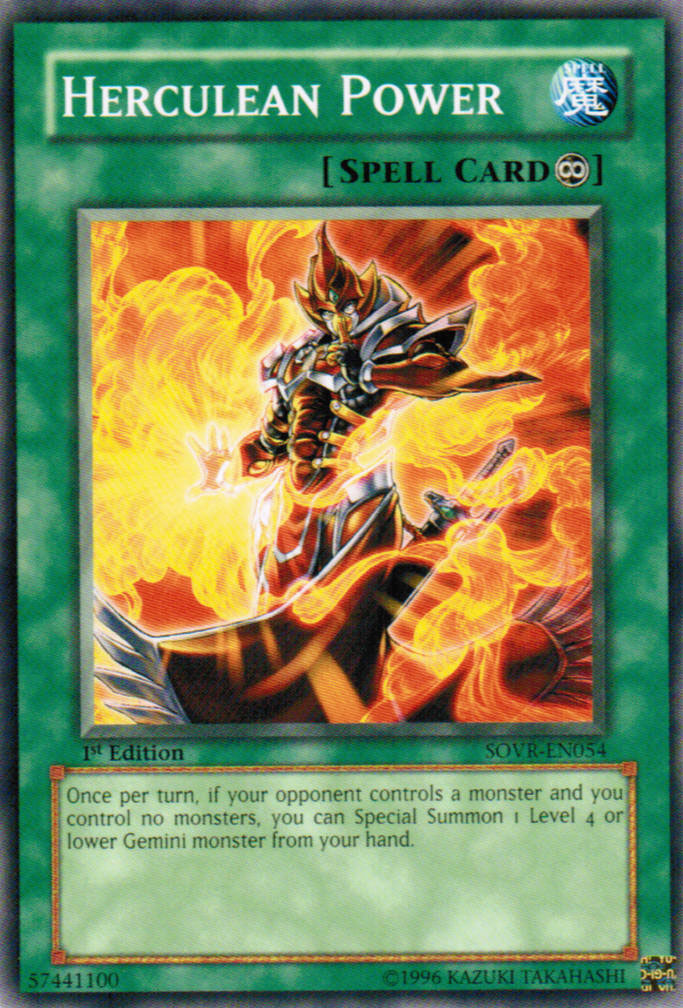 HERCULEAN POWER
SPELL
魔
[SPELL CARD∞]
1st Edition
SOVR-EN054
Once per turn, if your opponent controls a monster and you
control no monsters, you can Special Summon 1 Level 4 or
lower Gemini monster from your hand.
57441100
©1996 KAZUKI TAKAHASHI